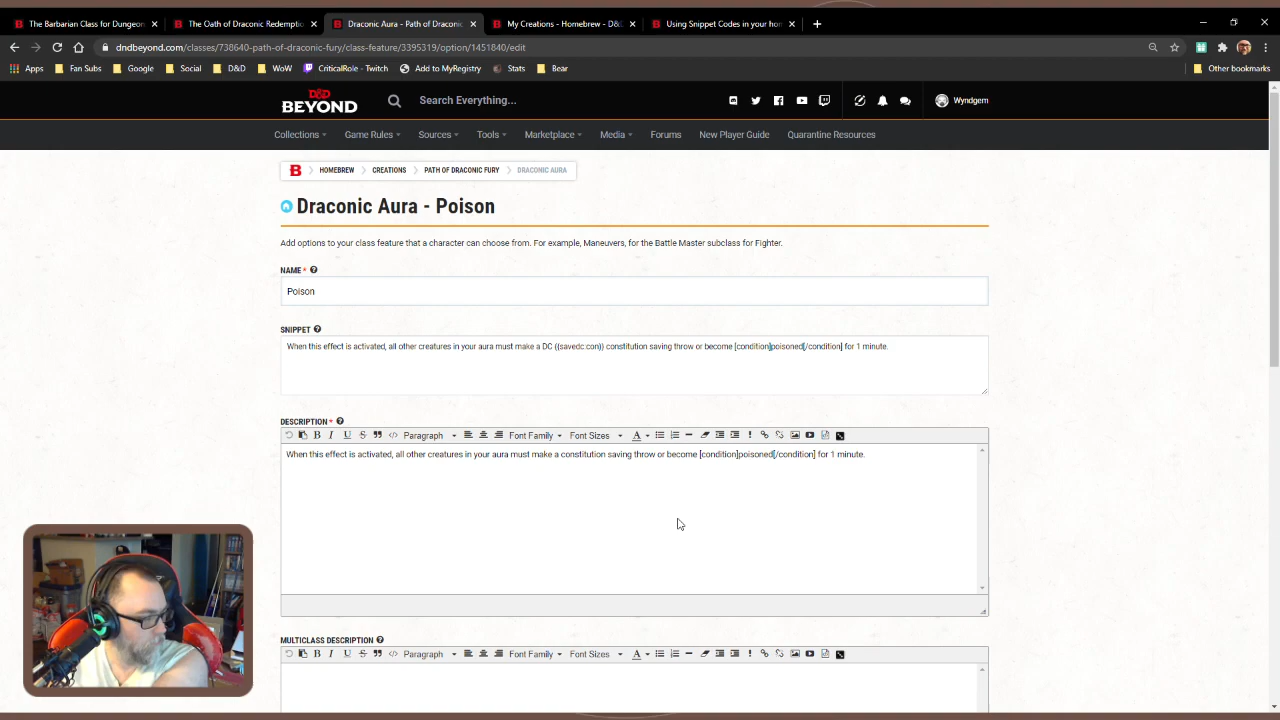 The Barbarian Class for Dungeon
The Oath of Draconic Redemptio
Draconic Aura - Path of Draconic
My Creations - Homebrew - D&D
Using Snippet Codes in your hom
dndbeyond.com/classes/738640-path-of-draconic-fury/class-feature/3395319/option/1451840/edit
Apps Fan Subs Google Social D&D WoW CriticalRole - Twitch Add to MyRegistry Stats Bear Other bookmarks
D&D
BEYOND
Search Everything...
Wyndgem
Collections Game Rules Sources Tools Marketplace Media Forums New Player Guide Quarantine Resources
B HOMEBREW CREATIONS PATH OF DRACONIC FURY DRACONIC AURA
Draconic Aura - Poison
Add options to your class feature that a character can choose from. For example, Maneuvers, for the Battle Master subclass for Fighter.
NAME *
Poison
SNIPPET
When this effect is activated, all other creatures in your aura must make a DC {{savedc:con}} constitution saving throw or become [condition]poisoned[/condition] for 1 minute.
DESCRIPTION *
B I U S Paragraph Font Family Font Sizes A
When this effect is activated, all other creatures in your aura must make a constitution saving throw or become [condition]poisoned[/condition] for 1 minute.
MULTICLASS DESCRIPTION
B I U S Paragraph Font Family Font Sizes A